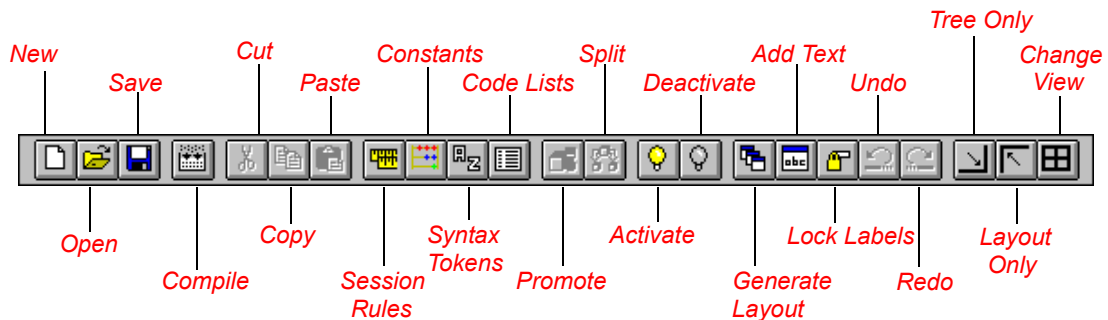 Tree Only
New
Cut
Constants
Split
Add Text
Change
View
Save
Paste
Code Lists
Deactivate
Undo
A
Z
abc
Open
Copy
Syntax
Tokens
Activate
Lock Labels
Layout
Only
Compile
Session
Rules
Promote
Generate
Layout
Redo